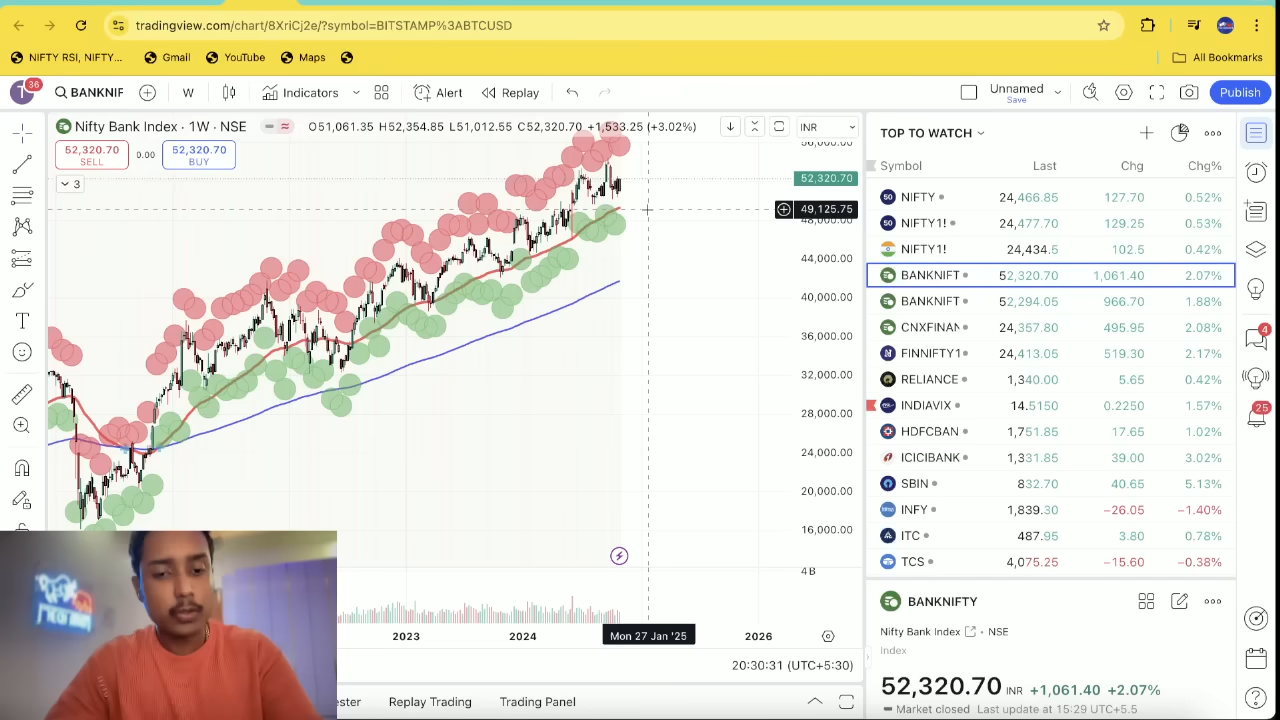 tradingview.com/chart/8XriCj2e/?symbol=BITSTAMP%3ABTCUSD
NIFTY RSI, NIFTY... Gmail YouTube Maps All Bookmarks
T 36 BANKNIF W Indicators Alert Replay Unnamed Save Publish
Nifty Bank Index · 1W · NSE O51,061.35 H52,354.85 L51,012.55 C52,320.70 +1,533.25 (+3.02%) INR
52,320.70 SELL 0.00 52,320.70 BUY
3
56,000.00
52,320.70
49,125.75
48,000.00
44,000.00
40,000.00
36,000.00
32,000.00
28,000.00
24,000.00
20,000.00
16,000.00
4B
2023 2024 Mon 27 Jan '25 2026
20:30:31 (UTC+5:30)
Replay Trading Trading Panel
TOP TO WATCH
Symbol Last Chg Chg%
50 NIFTY 24,466.85 127.70 0.52%
50 NIFTY1! 24,477.70 129.25 0.53%
NIFTY1! 24,434.5 102.5 0.42%
BANKNIFT 52,320.70 1,061.40 2.07%
BANKNIFT 52,294.05 966.70 1.88%
CNXFINAN 24,357.80 495.95 2.08%
FINNIFTY1 24,413.05 519.30 2.17%
RELIANCE 1,340.00 5.65 0.42%
INDIAVIX 14.5150 0.2250 1.57%
HDFCBAN 1,751.85 17.65 1.02%
ICICIBANK 1,331.85 39.00 3.02%
SBIN 832.70 40.65 5.13%
INFY 1,839.30 −26.05 −1.40%
ITC 487.95 3.80 0.78%
TCS 4,075.25 −15.60 −0.38%
BANKNIFTY
Nifty Bank Index · NSE
Index
52,320.70 INR +1,061.40 +2.07%
Market closed Last update at 15:29 UTC+5.5
4
25